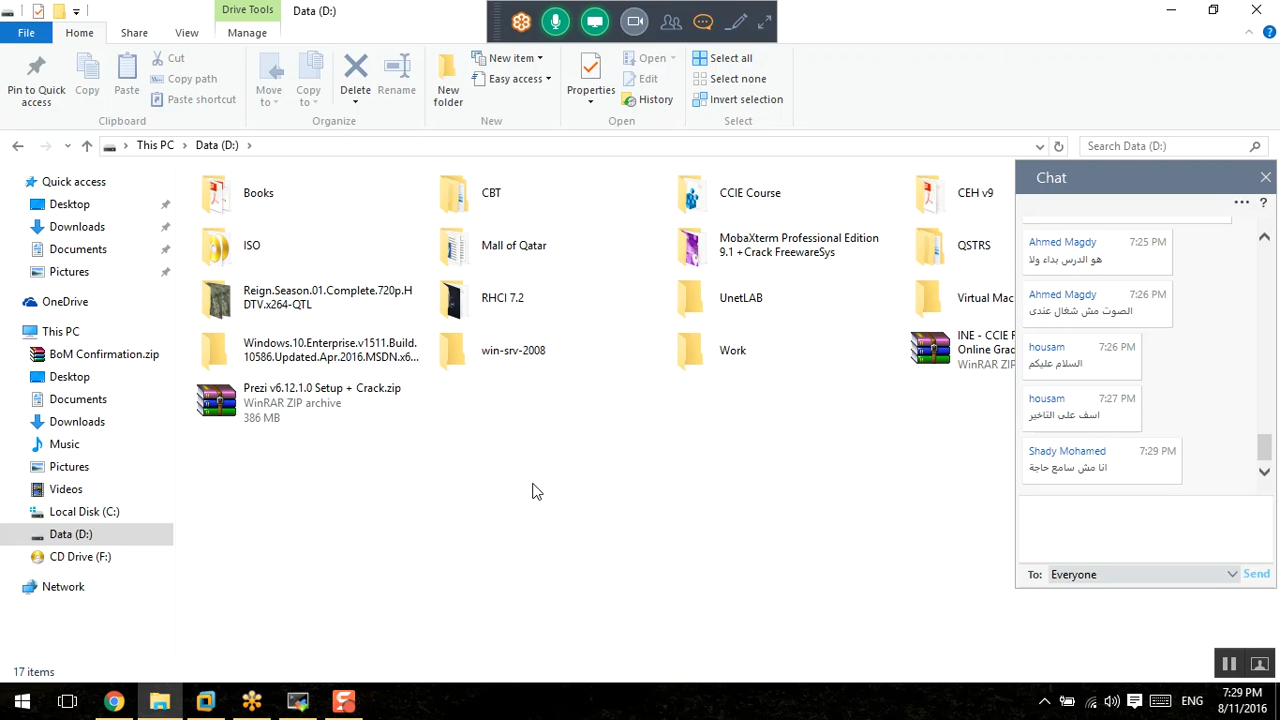 Drive Tools
Data (D:)
File
Home
Share
View
Manage
Pin to Quick access
Copy
Paste
Cut
Copy path
Paste shortcut
Clipboard
Move to
Copy to
Delete
Rename
Organize
New folder
New item
Easy access
New
Properties
Open
Edit
History
Open
Select all
Select none
Invert selection
Select
This PC
Data (D:)
Search Data (D:)
Quick access
Desktop
Downloads
Documents
Pictures
OneDrive
This PC
BoM Confirmation.zip
Desktop
Documents
Downloads
Music
Pictures
Videos
Local Disk (C:)
Data (D:)
CD Drive (F:)
Network
Books
CBT
CCIE Course
CEH v9
ISO
Mall of Qatar
MobaXterm Professional Edition
9.1 +Crack FreewareSys
QSTRS
Reign.Season.01.Complete.720p.H
DTV.x264-QTL
RHCI 7.2
UnetLAB
Virtual Mac
Windows.10.Enterprise.v1511.Build.
10586.Updated.Apr.2016.MSDN.x6...
win-srv-2008
Work
INE - CCIE
Online Grad
WinRAR ZIP
Prezi v6.12.1.0 Setup + Crack.zip
WinRAR ZIP archive
386 MB
Chat
Ahmed Magdy 7:25 PM
هو الدرس بداء ولا
Ahmed Magdy 7:26 PM
الصوت مش شغال عندى
housam 7:26 PM
السلام عليكم
housam 7:27 PM
اسف على التاخير
Shady Mohamed 7:29 PM
انا مش سامع حاجة
To: Everyone
Send
17 items
ENG
7:29 PM
8/11/2016